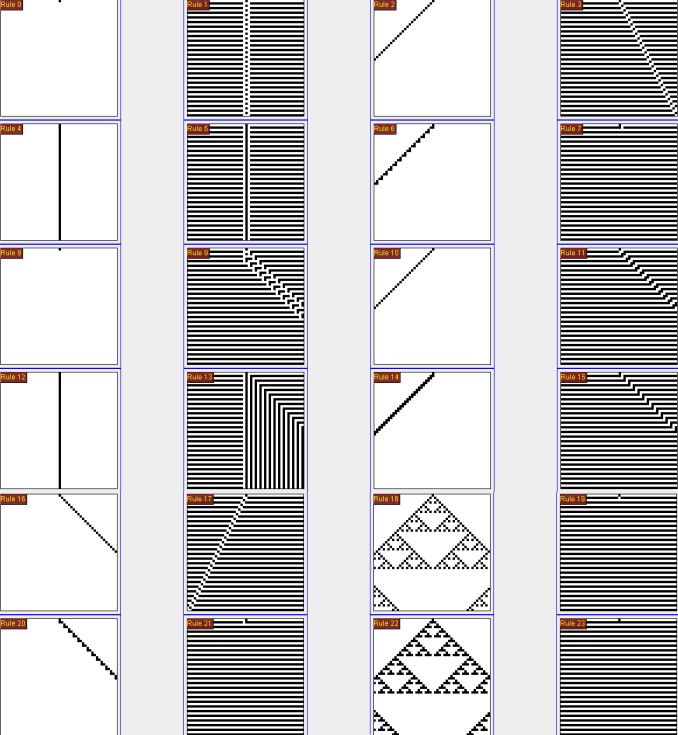 Rule 0
Rule 1
Rule 2
Rule 3
Rule 4
Rule 5
Rule 6
Rule 7
Rule 8
Rule 9
Rule 10
Rule 11
Rule 12
Rule 13
Rule 14
Rule 15
Rule 16
Rule 17
Rule 18
Rule 19
Rule 20
Rule 21
Rule 22
Rule 23